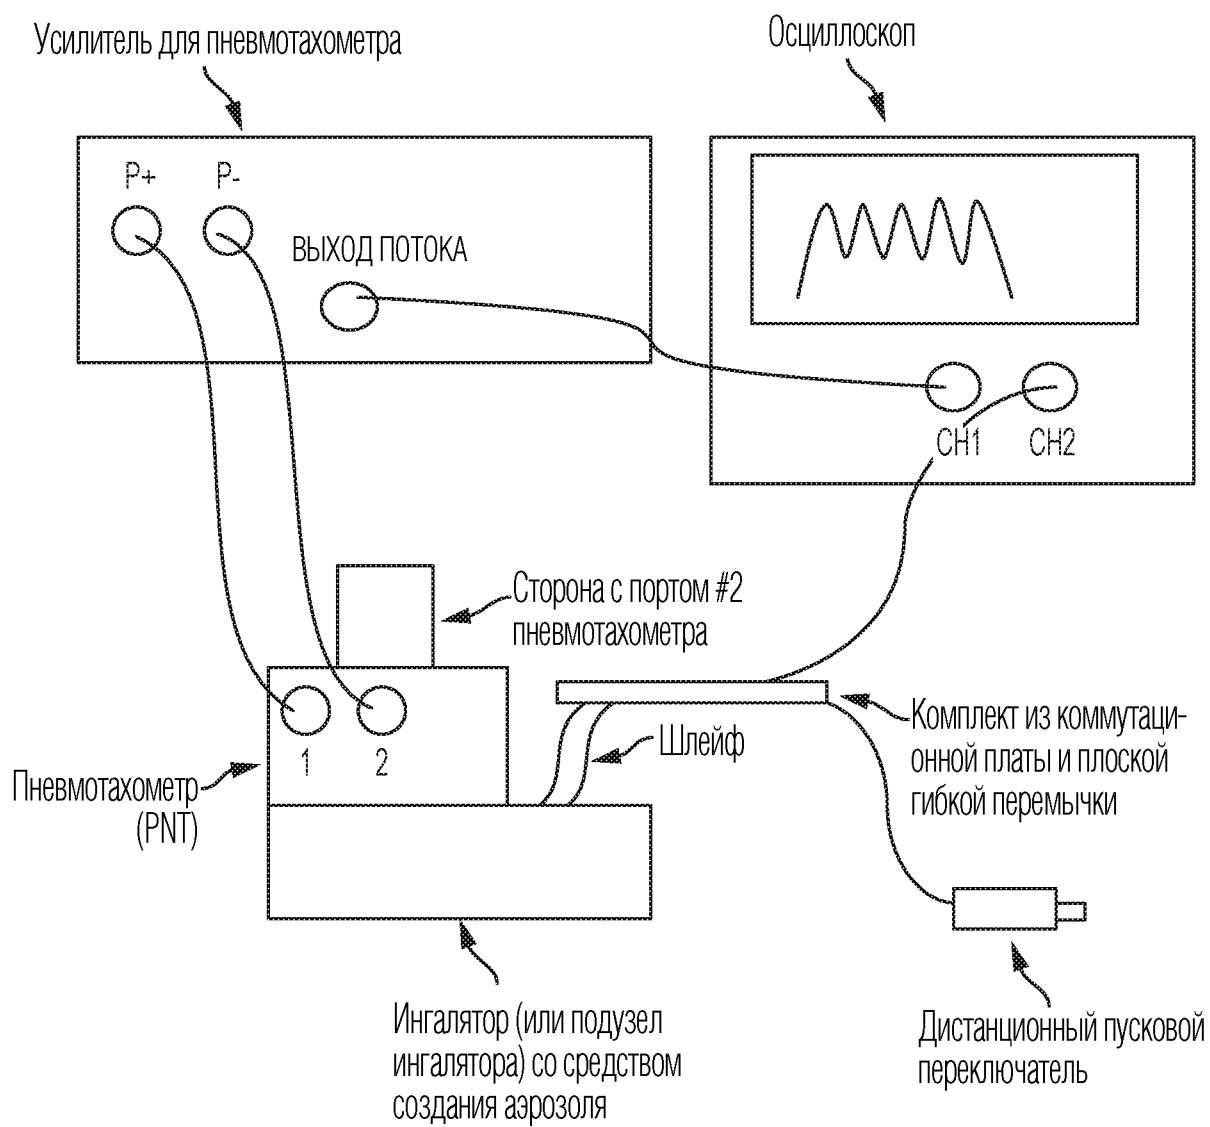 Усилитель для пневмотахометра
Осциллоскоп
P+
P-
ВЫХОД ПОТОКА
CH1
CH2
Сторона с портом #2
пневмотахометра
1
2
Шлейф
Комплект из коммутаци-
онной платы и плоской
гибкой перемычки
Пневмотахометр
(PNT)
Ингалятор (или подузел
ингалятора) со средством
создания аэрозоля
Дистанционный пусковой
переключатель